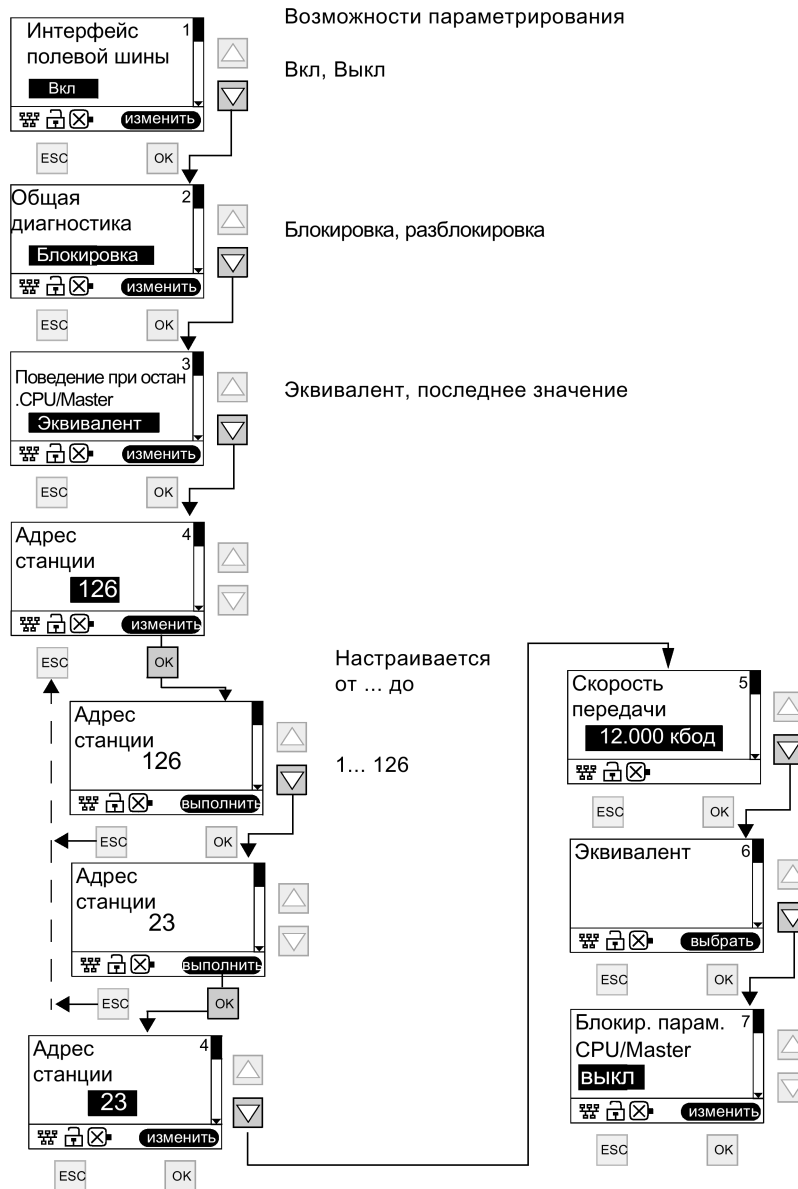 Возможности параметрирования
Интерфейс 1
полевой шины
Вкл
изменить
ESC OK
Вкл, Выкл
Общая 2
диагностика
Блокировка
изменить
ESC OK
Блокировка, разблокировка
3
Поведение при остан
.CPU/Master
Эквивалент
изменить
ESC OK
Эквивалент, последнее значение
Адрес 4
станции
126
изменить
ESC OK
Настраивается
от ... до
Адрес
станции
126
выполнить
ESC OK
1... 126
Адрес
станции
23
выполнить
ESC OK
Адрес 4
станции
23
изменить
ESC OK
Скорость 5
передачи
12.000 кбод
ESC OK
Эквивалент 6
выбрать
ESC OK
Блокир. парам. 7
CPU/Master
выкл
изменить
ESC OK